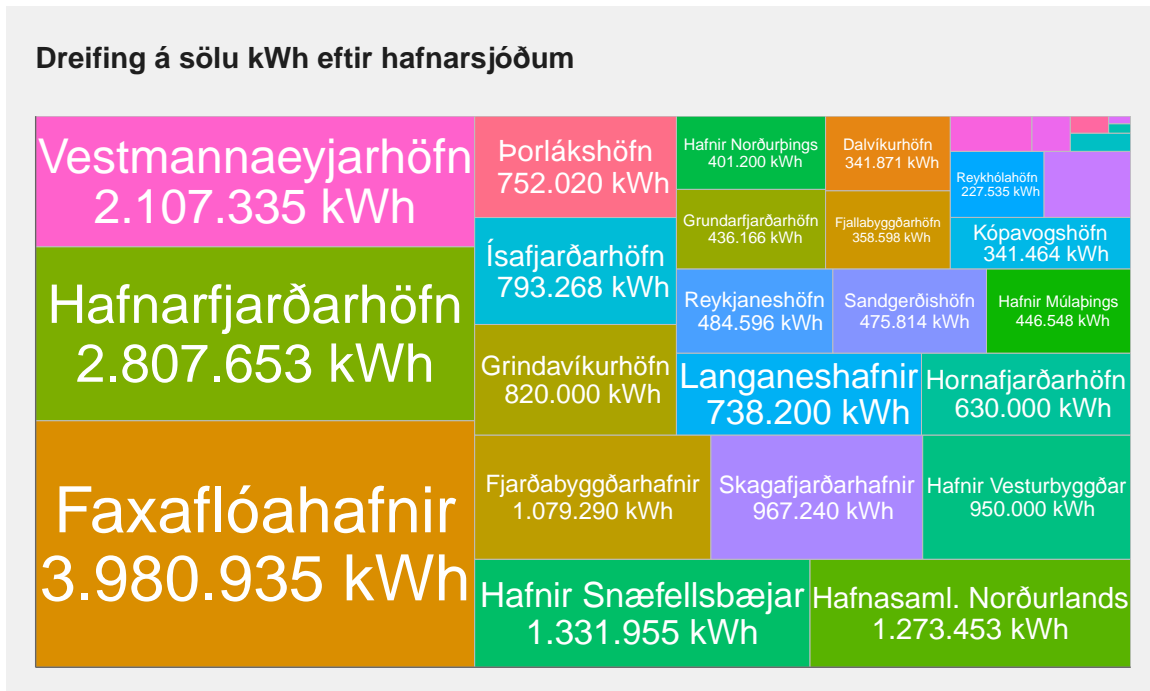 Dreifing á sölu kWh eftir hafnarsjóðum
Vestmannaeyjarhöfn
2.107.335 kWh
Hafnarfjarðarhöfn
2.807.653 kWh
Faxaflóahafnir
3.980.935 kWh
Þorlákshöfn
752.020 kWh
Ísafjarðarhöfn
793.268 kWh
Grindavíkurhöfn
820.000 kWh
Hafnir Norðurþings
401.200 kWh
Dalvíkurhöfn
341.871 kWh
Grundarfjarðarhöfn
436.166 kWh
Fjallabyggðarhöfn
358.598 kWh
Reykhólahöfn
227.535 kWh
Kópavogshöfn
341.464 kWh
Reykjaneshöfn
484.596 kWh
Sandgerðishöfn
475.814 kWh
Hafnir Múlaþings
446.548 kWh
Langaneshafnir
738.200 kWh
Hornafjarðarhöfn
630.000 kWh
Fjarðabyggðarhafnir
1.079.290 kWh
Skagafjarðarhafnir
967.240 kWh
Hafnir Vesturbyggðar
950.000 kWh
Hafnir Snæfellsbæjar
1.331.955 kWh
Hafnasaml. Norðurlands
1.273.453 kWh